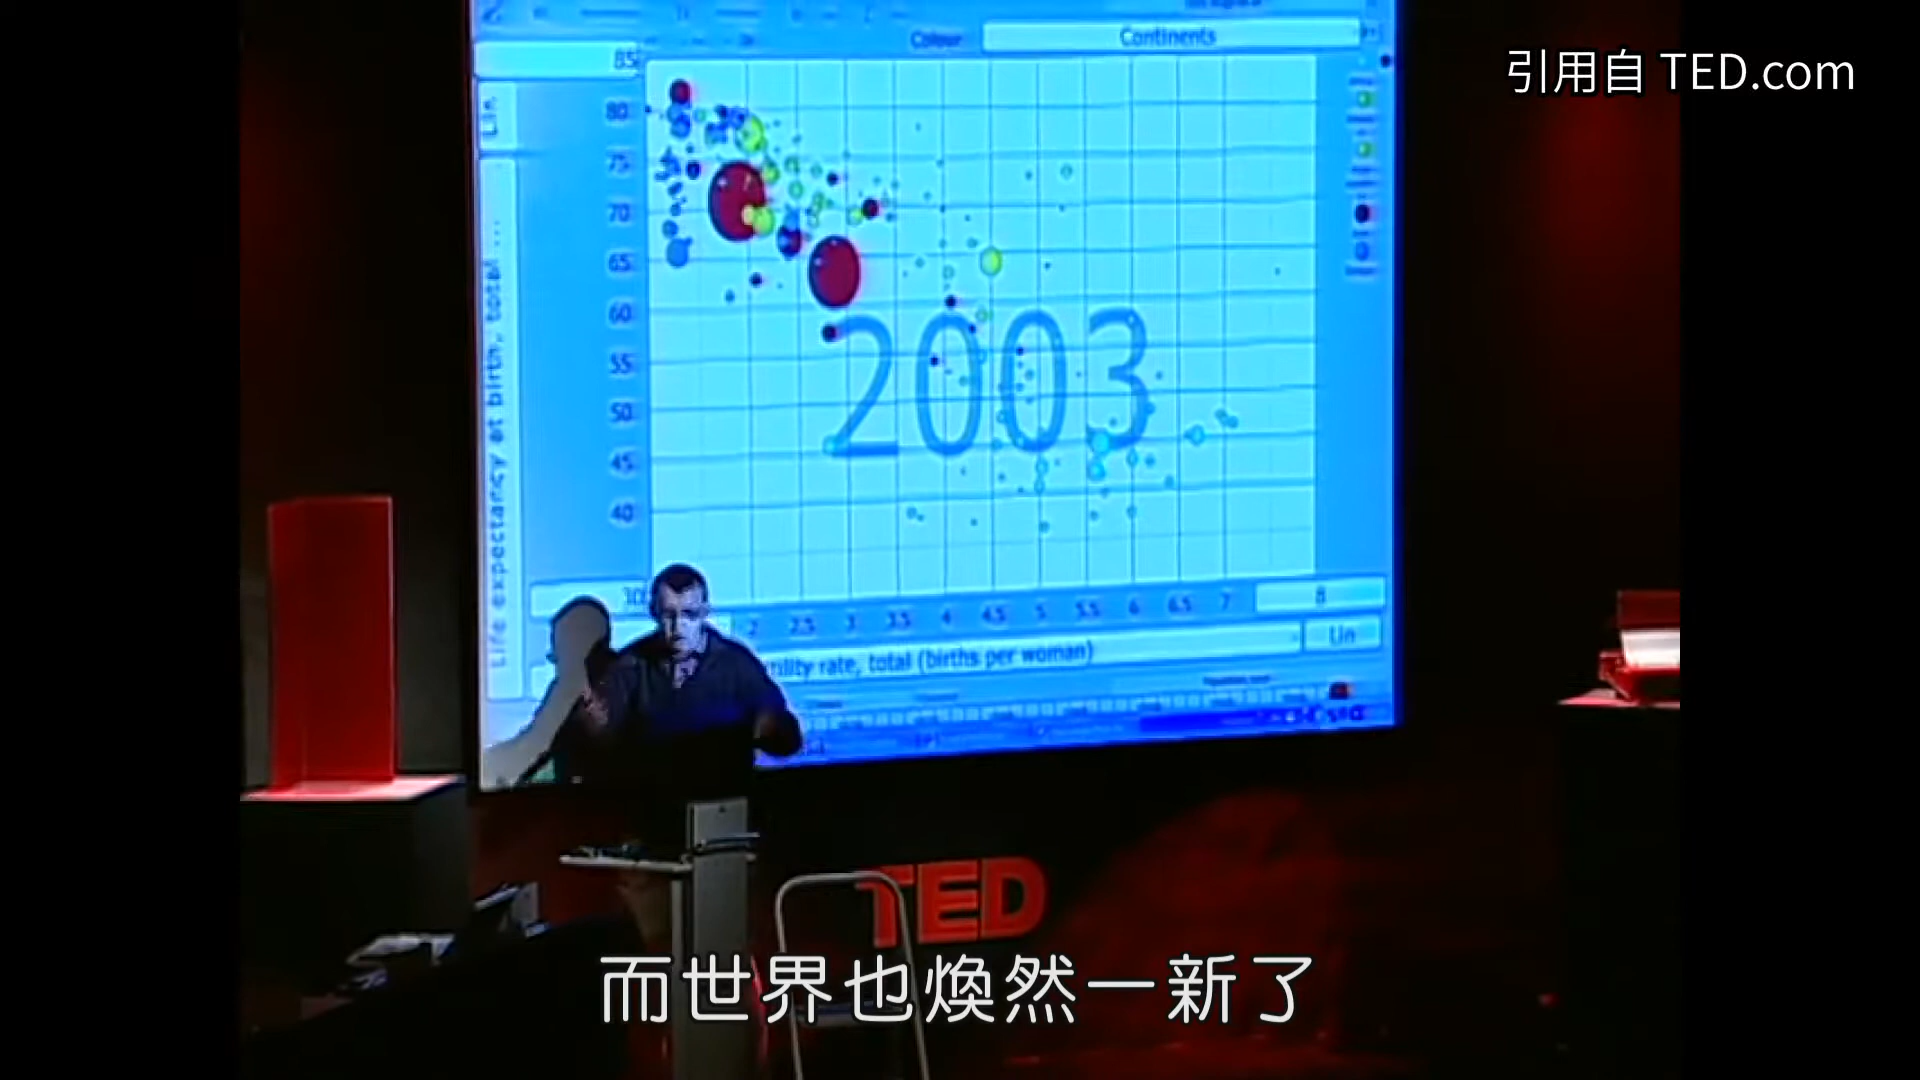 Colour
Continents
引用自 TED.com
85
80
75
70
65
60
55
50
45
40
Lin
Life expectancy at birth, total ...
2003
2 2.5 3 3.5 4 4.5 5 5.5 6 6.5 7
8
rate, total (births per woman)
Lin
TED
而世界也煥然一新了